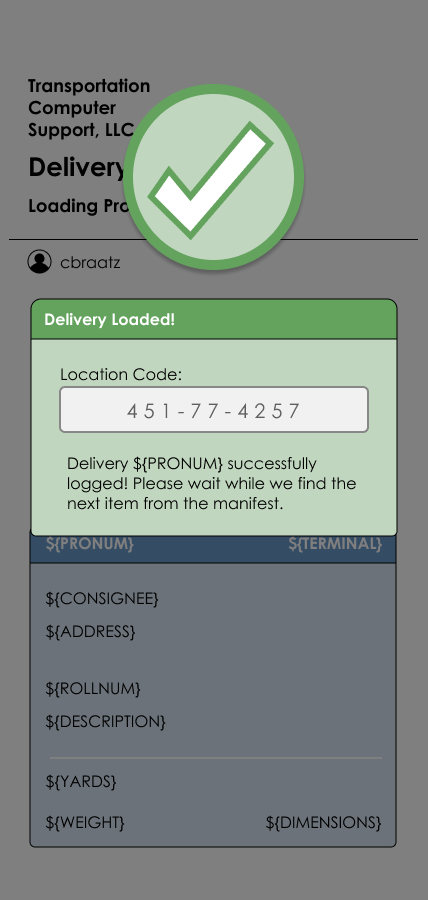 Transportation
Computer
Support, LLC
Delivery
Loading
cbraatz
Delivery Loaded!
Location Code:
451-77-4257
Delivery ${PRONUM} successfully
logged! Please wait while we find the
next item from the manifest.
${PRONUM} ${TERMINAL}
${CONSIGNEE}
${ADDRESS}
${ROLLNUM}
${DESCRIPTION}
${YARDS}
${WEIGHT} ${DIMENSIONS}